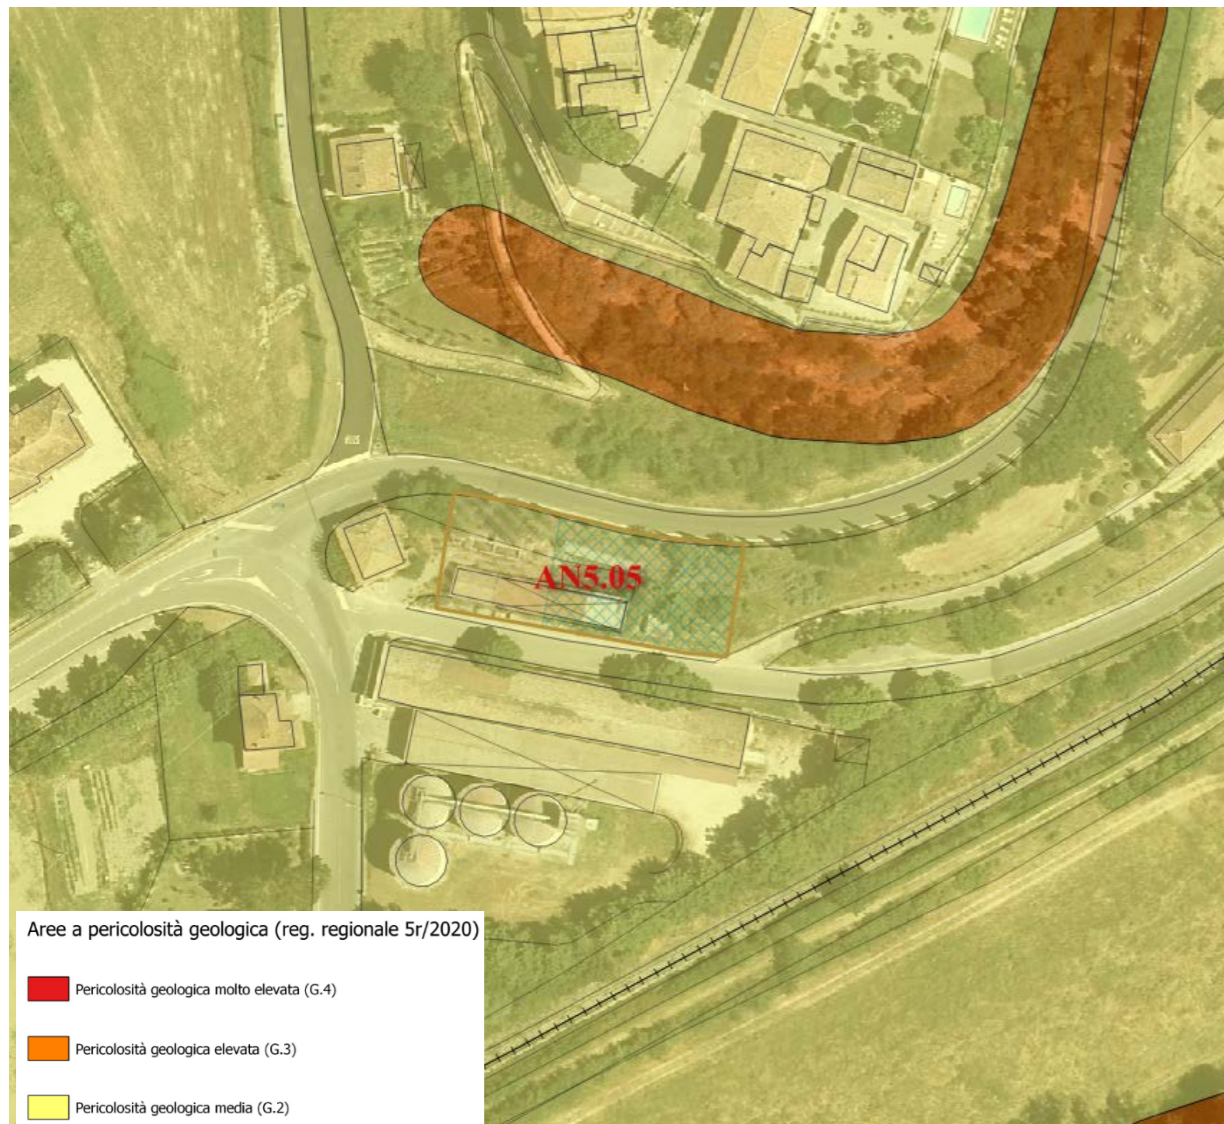 AN5.05
Aree a pericolosità geologica (reg. regionale 5r/2020)
Pericolosità geologica molto elevata (G.4)
Pericolosità geologica elevata (G.3)
Pericolosità geologica media (G.2)